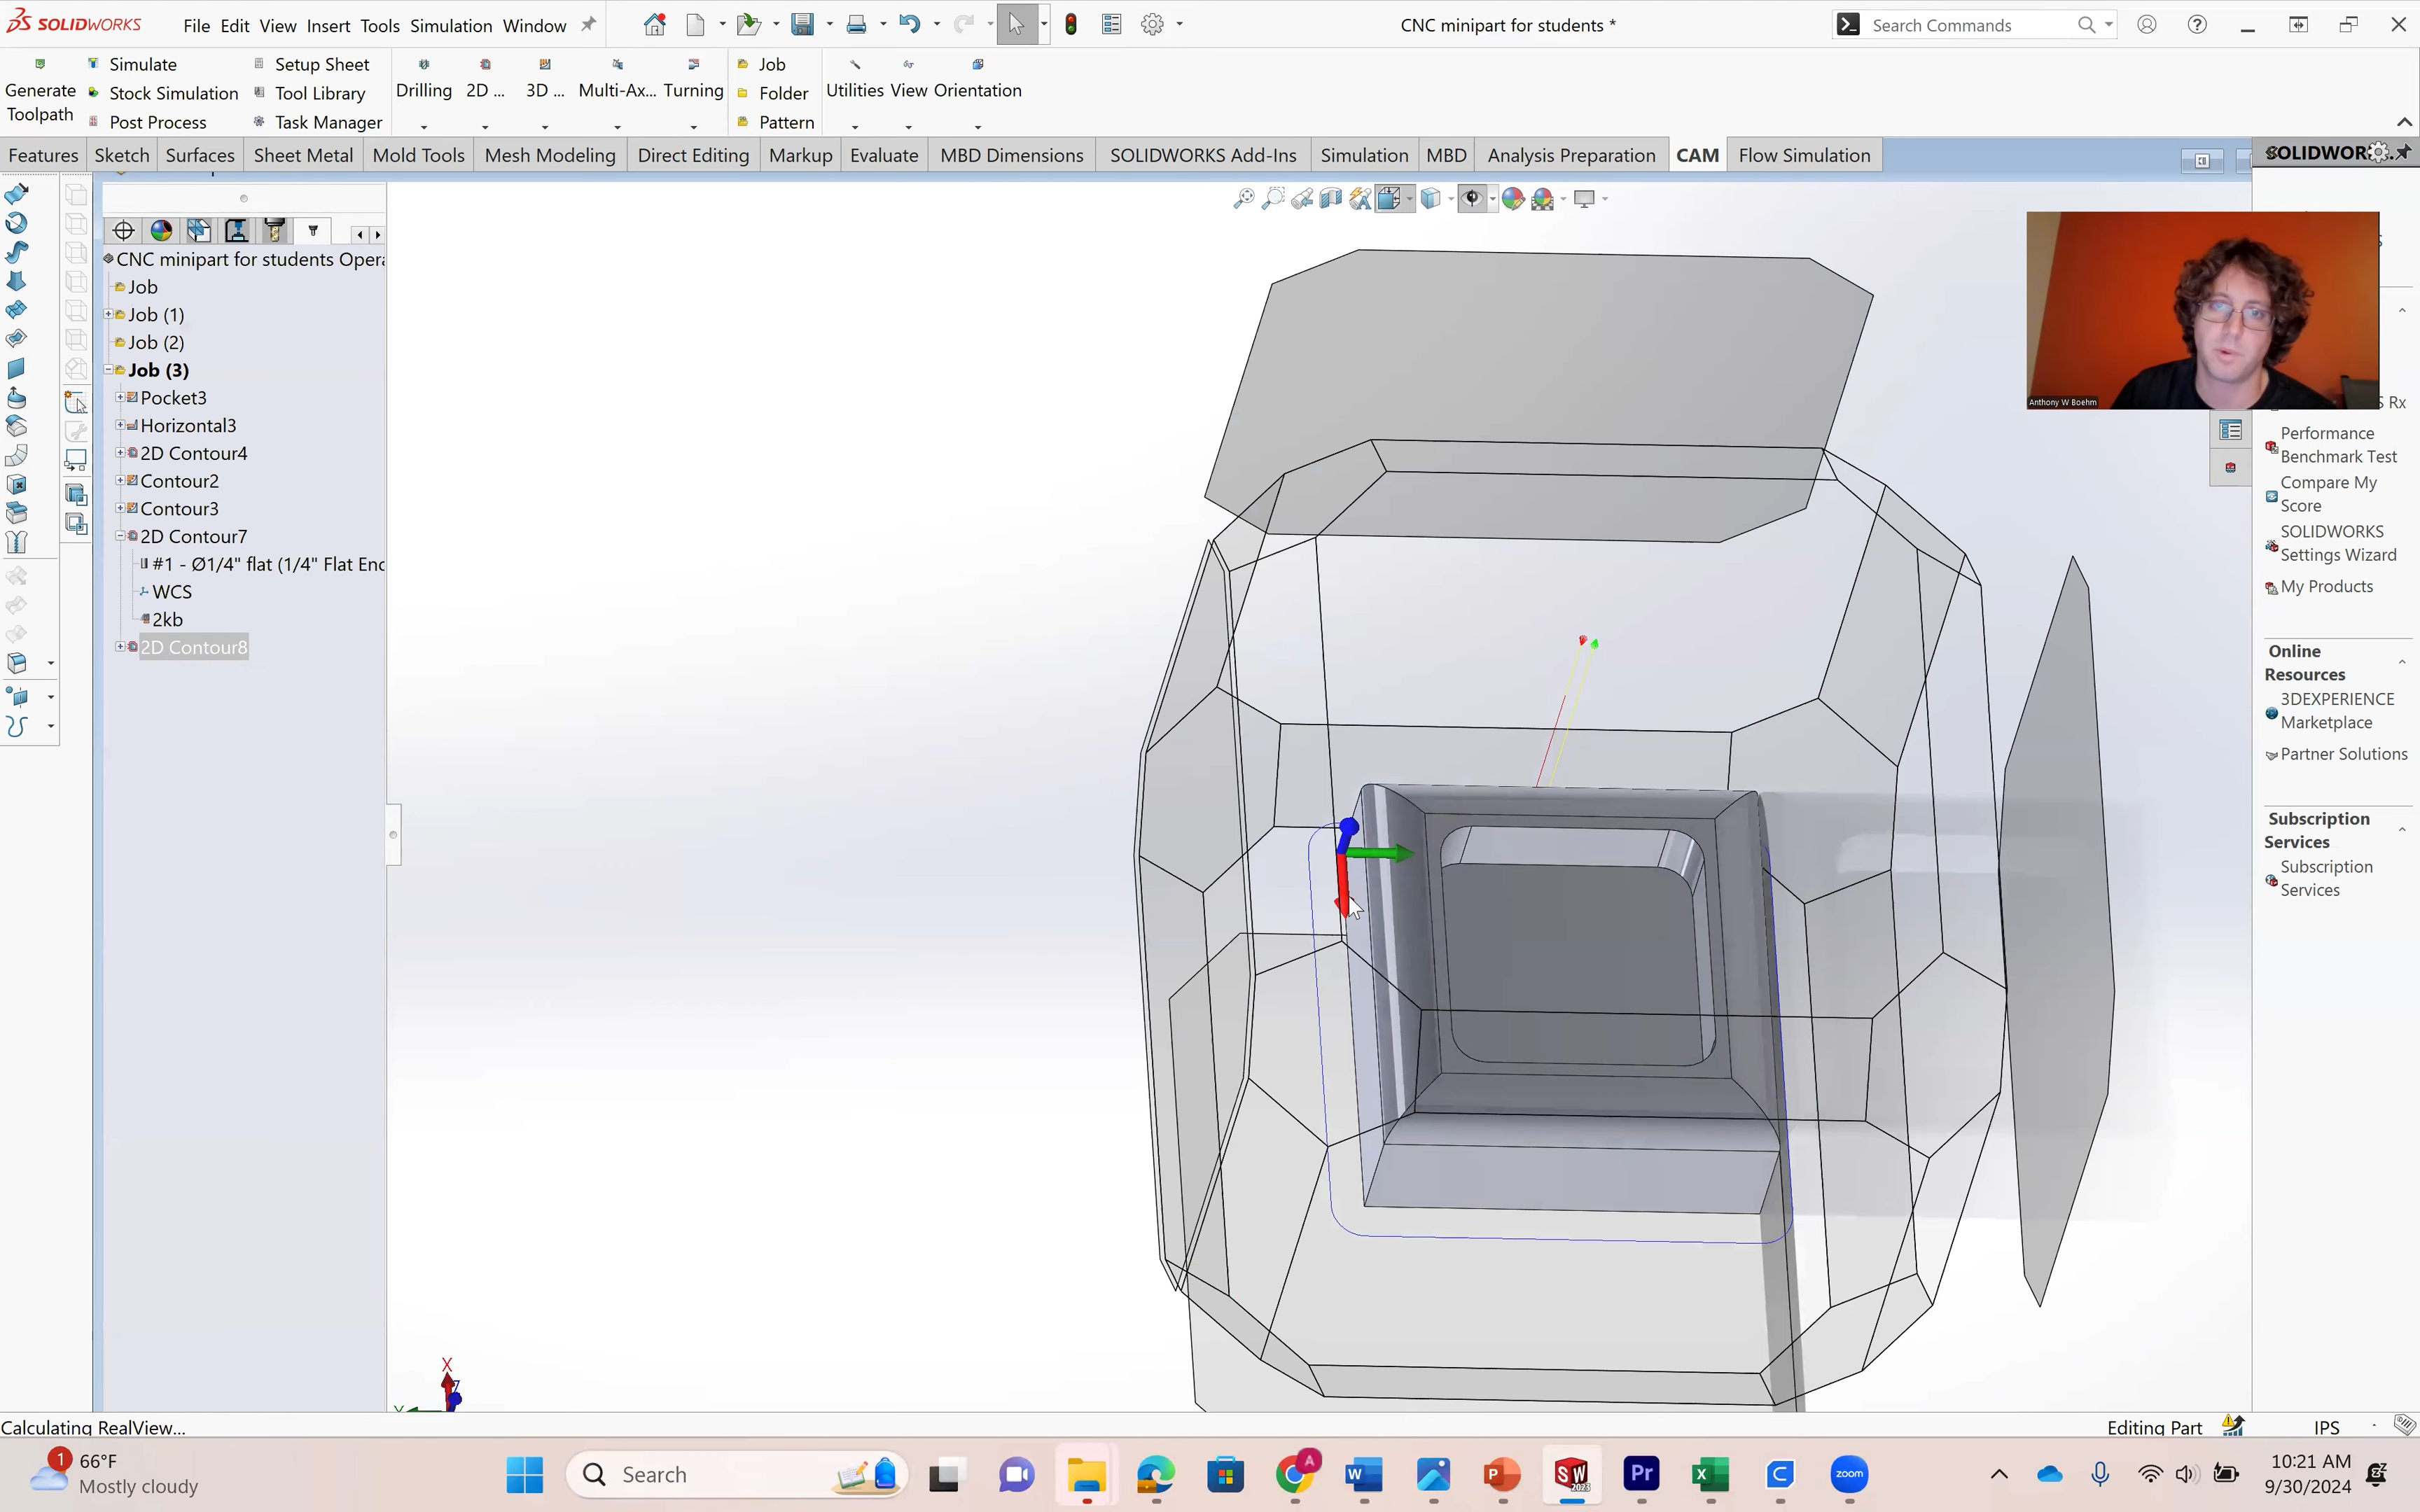 SOLIDWORKS File Edit View Insert Tools Simulation Window
CNC minipart for students *
Search Commands
Generate Toolpath
Simulate
Stock Simulation
Post Process
Setup Sheet
Tool Library
Task Manager
Drilling 2D ... 3D ... Multi-Ax... Turning
Job
Folder
Pattern
Utilities View Orientation
Features Sketch Surfaces Sheet Metal Mold Tools Mesh Modeling Direct Editing Markup Evaluate MBD Dimensions SOLIDWORKS Add-Ins Simulation MBD Analysis Preparation CAM Flow Simulation
CNC minipart for students Opera
Job
Job (1)
Job (2)
Job (3)
Pocket3
Horizontal3
2D Contour4
Contour2
Contour3
2D Contour7
#1 - Ø1/4" flat (1/4" Flat End
WCS
2kb
2D Contour8
Anthony W Boehm
Rx
Performance
Benchmark Test
Compare My
Score
SOLIDWORKS
Settings Wizard
My Products
Online
Resources
3DEXPERIENCE
Marketplace
Partner Solutions
Subscription
Services
Subscription
Services
X
Calculating RealView...
Editing Part
IPS
1
66°F
Mostly cloudy
Search
A
W
P
SW
2023
Pr
X
C
zoom
10:21 AM
9/30/2024